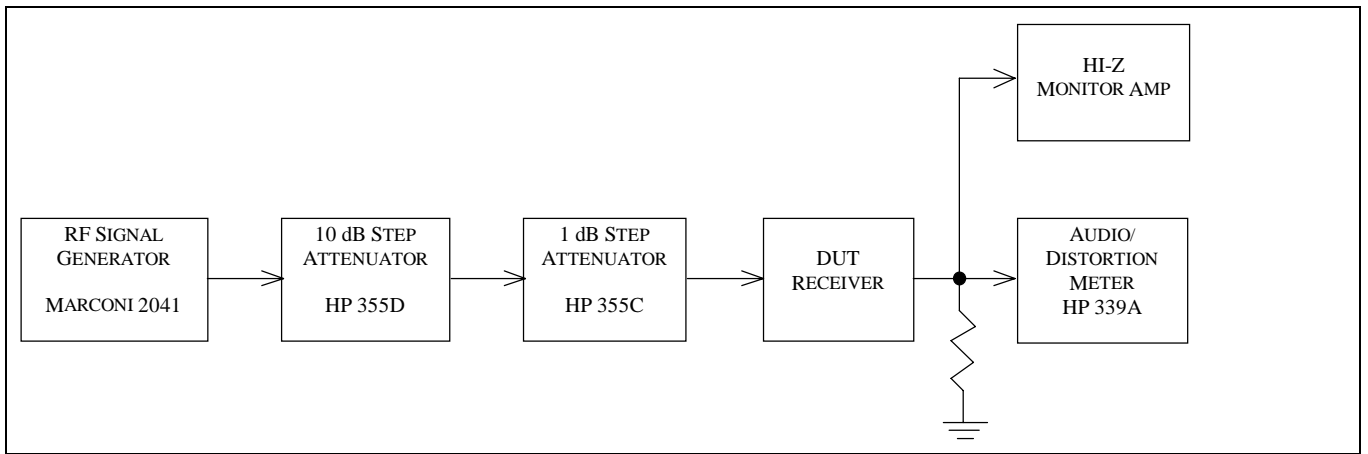 HI-Z
MONITOR AMP
RF SIGNAL
GENERATOR
MARCONI 2041
10 dB STEP
ATTENUATOR
HP 355D
1 dB STEP
ATTENUATOR
HP 355C
DUT
RECEIVER
AUDIO/
DISTORTION
METER
HP 339A